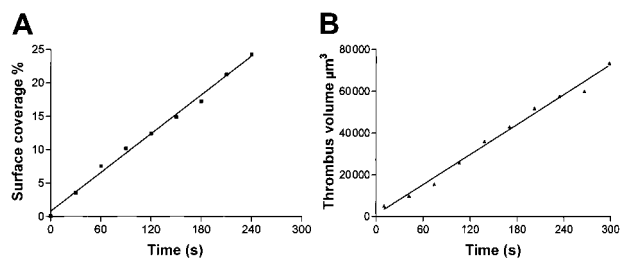 A
Surface coverage %
25
20
15
10
5
0
0 60 120 180 240 300
Time (s)
B
Thrombus volume µm³
80000
60000
40000
20000
0
0 60 120 180 240 300
Time (s)